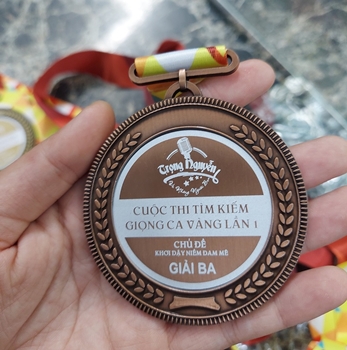 Trọng Nguyễn
CUỘC THI TÌM KIẾM
GIỌNG CA VÀNG LẦN 1
CHỦ ĐỀ
KHƠI DẬY NIỀM ĐAM MÊ
GIẢI BA